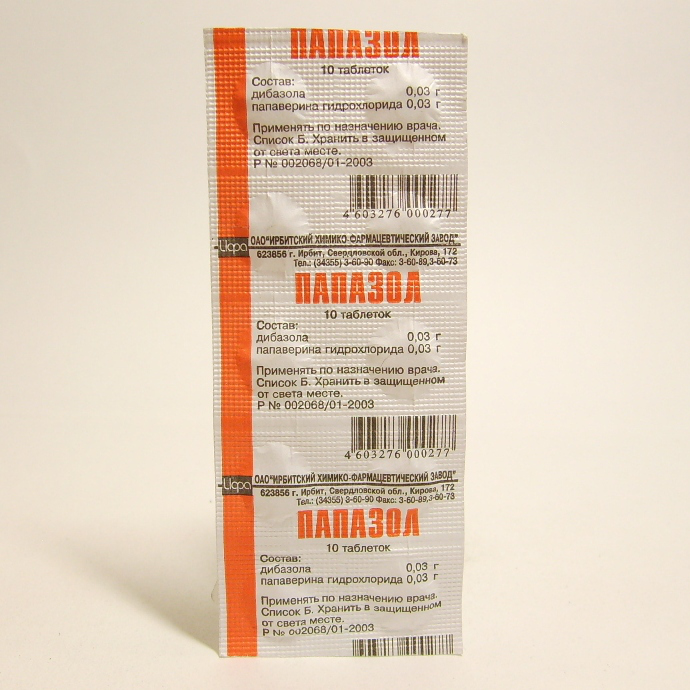 ПАПАЗОЛ
10 таблеток
Состав:
дибазола 0,03 г
папаверина гидрохлорида 0,03 г
Применять по назначению врача.
Список Б. Хранить в защищенном
от света месте.
Р № 002068/01-2003
4 603276 000277
Ирфа ОАО"ИРБИТСКИЙ ХИМИКО-ФАРМАЦЕВТИЧЕСКИЙ ЗАВОД"
623856 г. Ирбит, Свердловской обл., Кирова, 172
Тел.: (34355) 3-60-90 Факс: 3-60-89,3-60-73
ПАПАЗОЛ
10 таблеток
Состав:
дибазола 0,03 г
папаверина гидрохлорида 0,03 г
Применять по назначению врача.
Список Б. Хранить в защищенном
от света месте.
Р № 002068/01-2003
4 603276 000277
Ирфа ОАО"ИРБИТСКИЙ ХИМИКО-ФАРМАЦЕВТИЧЕСКИЙ ЗАВОД"
623856 г. Ирбит, Свердловской обл., Кирова, 172
Тел.: (34355) 3-60-90 Факс: 3-60-89,3-60-73
ПАПАЗОЛ
10 таблеток
Состав:
дибазола 0,03 г
папаверина гидрохлорида 0,03 г
Применять по назначению врача.
Список Б. Хранить в защищенном
от света месте.
Р № 002068/01-2003